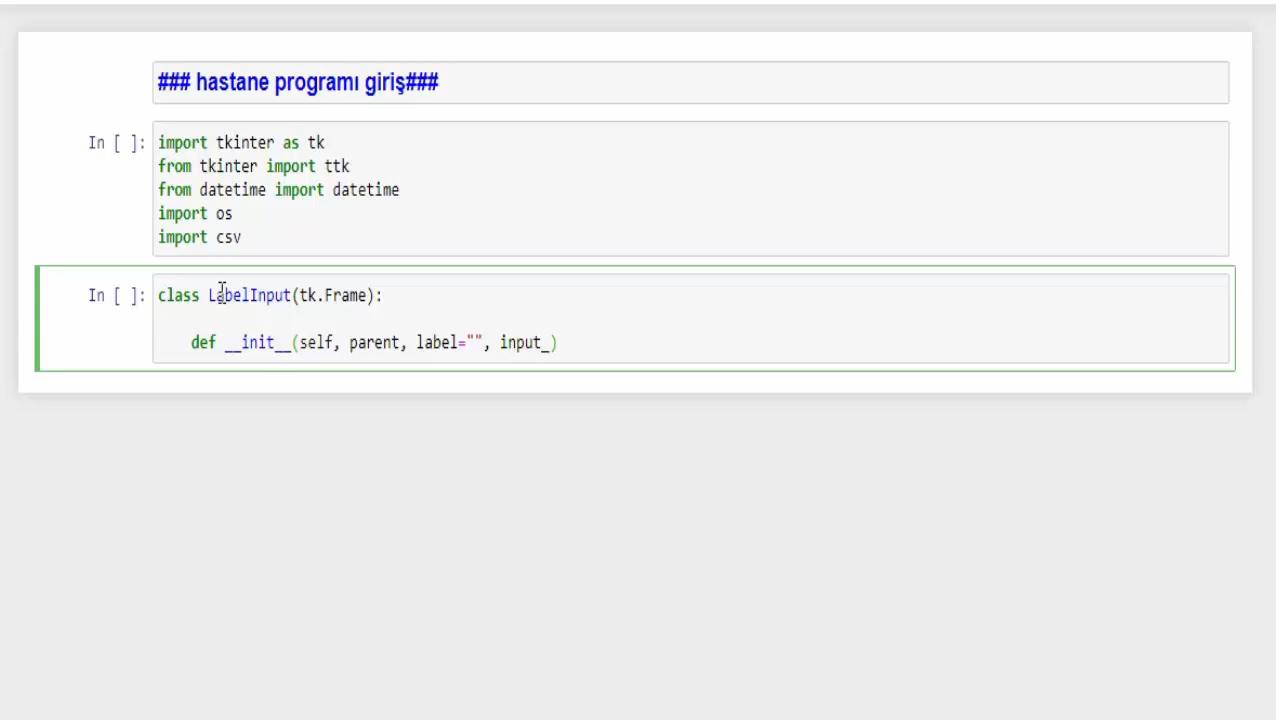 ### hastane programı giriş###
In [ ]: import tkinter as tk
from tkinter import ttk
from datetime import datetime
import os
import csv
In [ ]: class LabelInput(tk.Frame):
def __init__(self, parent, label="", input_)